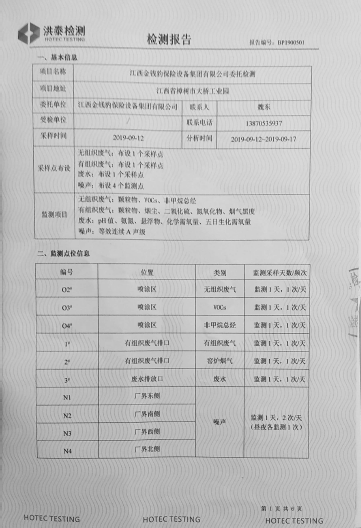 洪泰检测
HOTEC TESTING
检测报告
报告编号：BP1900501
一、基本信息
项目名称 江西金钱豹保险设备集团有限公司委托检测
项目地址 江西省樟树市大桥工业园
委托单位 江西金钱豹保险设备集团有限公司 联系人 魏东
受检单位 / 联系电话 13870535937
采样时间 2019-09-12 分析时间 2019-09-12~2019-09-17
采样点布设
无组织废气：布设1个采样点
有组织废气：布设1个采样点
废水：布设1个采样点
噪声：布设4个监测点
监测项目
无组织废气：颗粒物、VOCs、非甲烷总烃
有组织废气：颗粒物、烟尘、二氧化硫、氮氧化物、烟气黑度
废水：pH值、氨氮、悬浮物、化学需氧量、五日生化需氧量
噪声：等效连续A声级
二、监测点位信息
编号 位置 类别 监测采样天数/频次
O2# 喷涂区 无组织废气 监测1天，1次/天
O3# 喷涂区 VOCs 监测1天，1次/天
O4# 喷涂区 非甲烷总烃 监测1天，1次/天
1# 有组织废气排口 有组织废气 监测1天，1次/天
2# 有组织废气排口 窑炉烟气 监测1天，1次/天
3# 废水排放口 废水 监测1天，1次/天
N1 厂界东侧
N2 厂界南侧
N3 厂界西侧
N4 厂界北侧
噪声
监测1天，2次/天
（昼夜各监测1次）
第 1 页 共 6 页
HOTEC TESTING HOTEC TESTING HOTEC TESTING